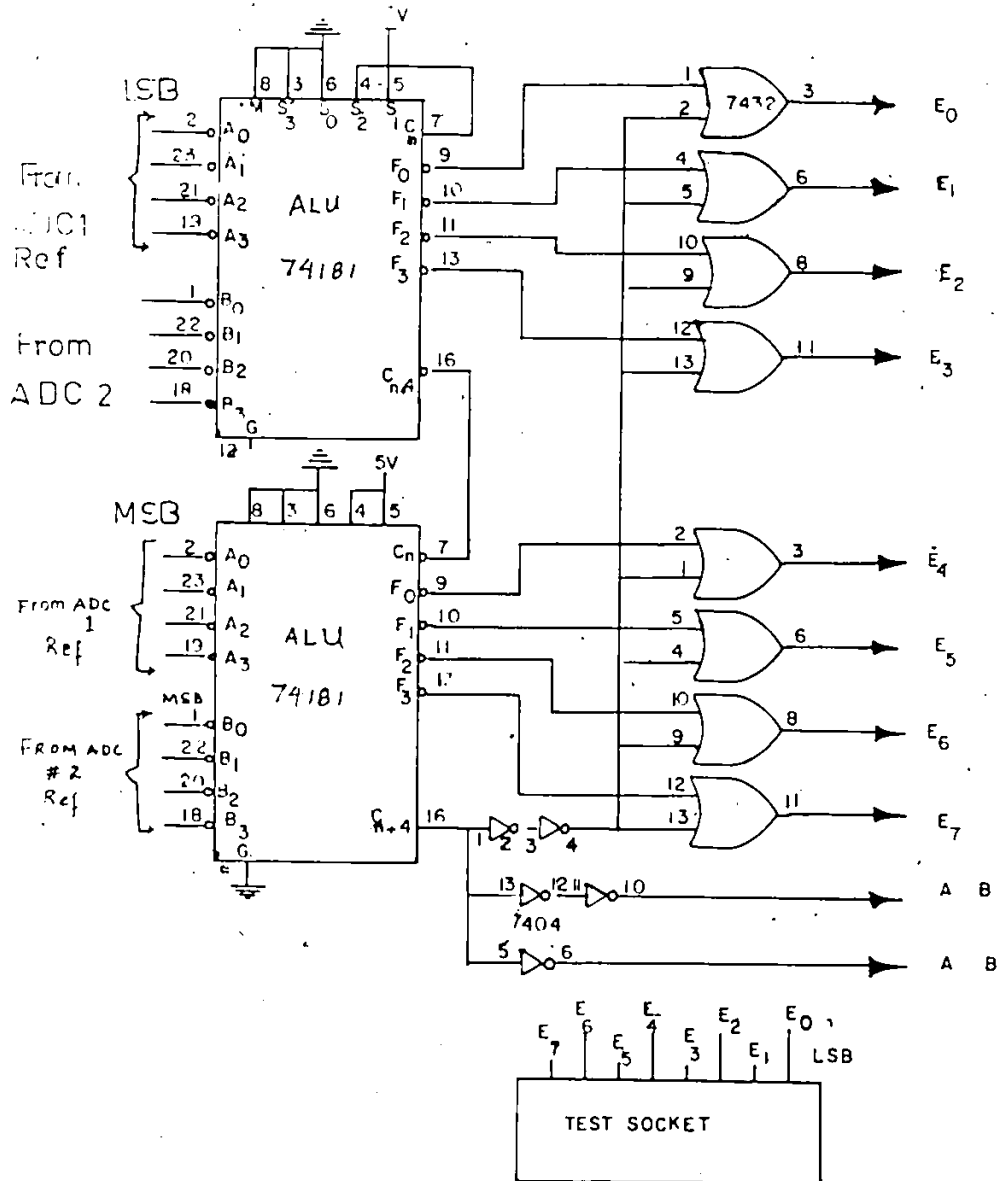 V
8 3 6 4 5
M S3 S0 S2 S1
LSB
Ref
From
ADC 2
2 A0
23 A1
21 A2
19 A3
1 B0
22 B1
20 B2
18 B3
12 G
ALU
74181
Cn 7
F0 9
F1 10
F2 11
F3 13
16
1 2 7432 3 E0
4 5 6 E1
10 9 8 E2
12 13 11 E3
5V
8 3 6 4 5
MSB
From ADC
1
Ref
MSB
FROM ADC
# 2
Ref
2 A0
23 A1
21 A2
19 A3
1 B0
22 B1
20 B2
18 B3
G
ALU
74181
Cn 7
F0 9
F1 10
F2 11
F3
Cn+4 16
2 1 3 E4
5 4 6 E5
10 9 8 E6
12 13 11 E7
1 2 3 4
13 12 11 10 A B
7404
5 6 A B
E7 E6 E5 E4 E3 E2 E1 E0
LSB
TEST SOCKET